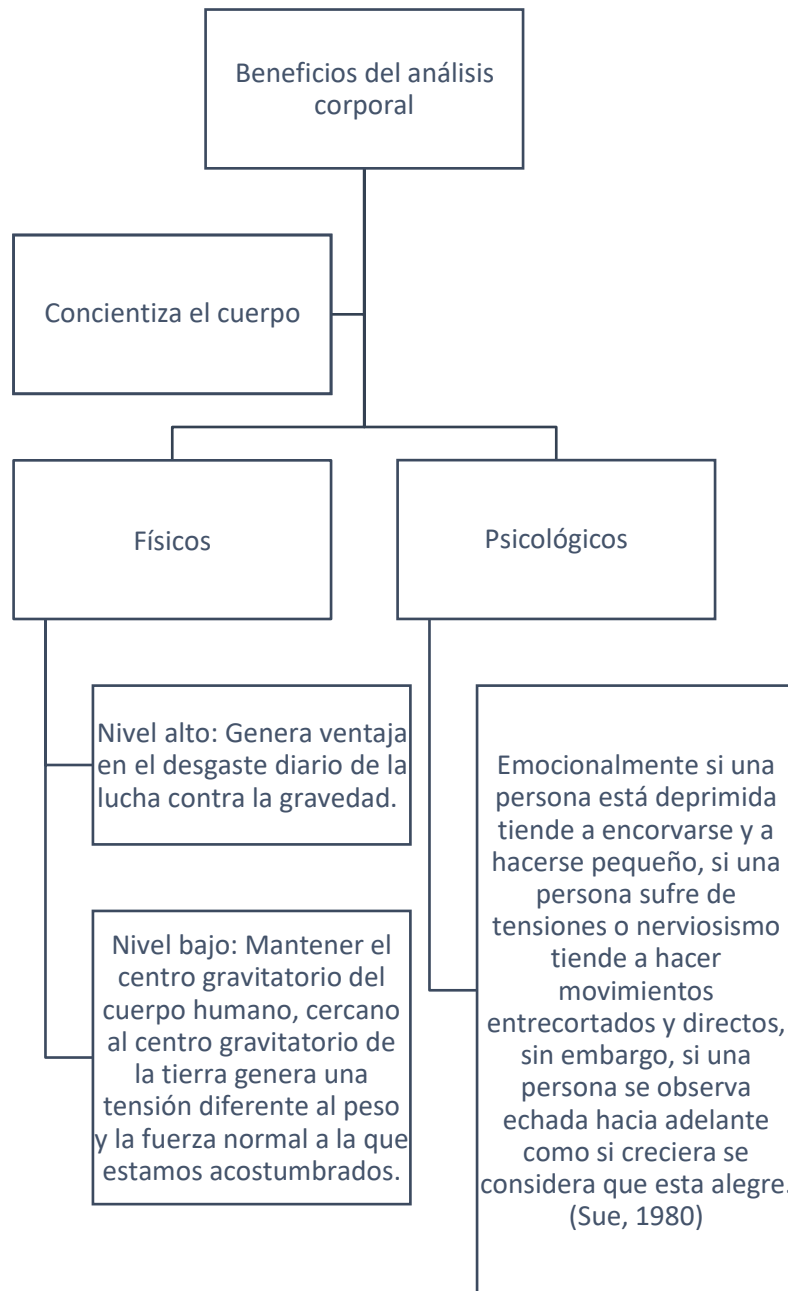 Beneficios del análisis
corporal
Concientiza el cuerpo
Físicos
Psicológicos
Nivel alto: Genera ventaja
en el desgaste diario de la
lucha contra la gravedad.
Nivel bajo: Mantener el
centro gravitatorio del
cuerpo humano, cercano
al centro gravitatorio de
la tierra genera una
tensión diferente al peso
y la fuerza normal a la que
estamos acostumbrados.
Emocionalmente si una
persona está deprimida
tiende a encorvarse y a
hacerse pequeño, si una
persona sufre de
tensiones o nerviosismo
tiende a hacer
movimientos
entrecortados y directos,
sin embargo, si una
persona se observa
echada hacia adelante
como si creciera se
considera que esta alegre.
(Sue, 1980)